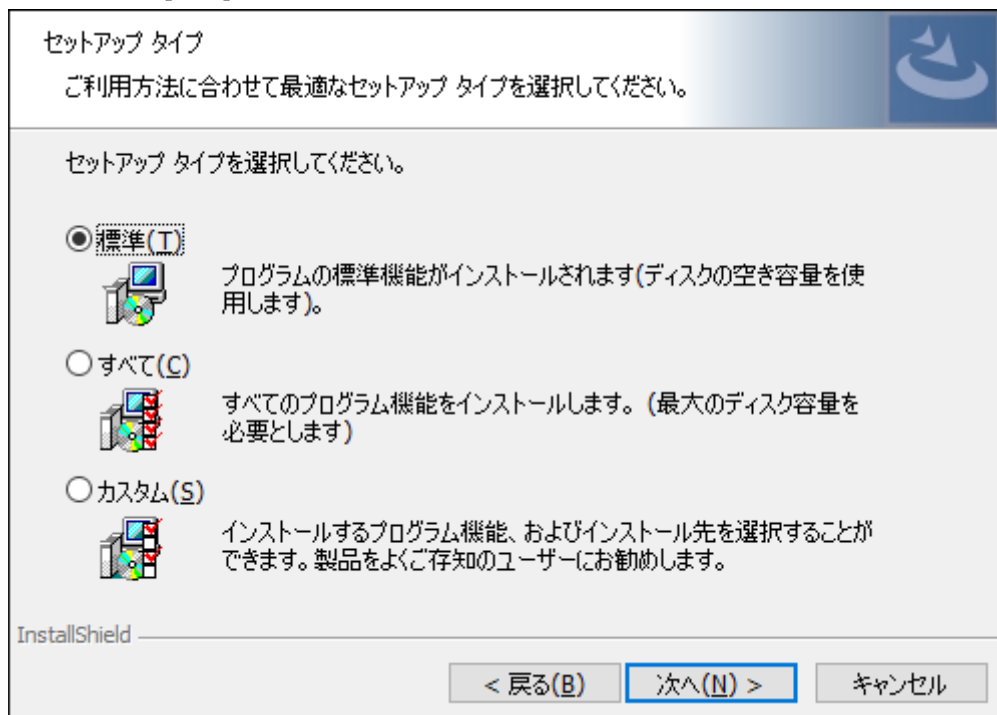 セットアップ タイプ
ご利用方法に合わせて最適なセットアップ タイプを選択してください。
セットアップ タイプを選択してください。
標準(T)
プログラムの標準機能がインストールされます(ディスクの空き容量を使
用します)。
すべて(C)
すべてのプログラム機能をインストールします。(最大のディスク容量を
必要とします)
カスタム(S)
インストールするプログラム機能、およびインストール先を選択することが
できます。製品をよくご存知のユーザーにお勧めします。
InstallShield
< 戻る(B) 次へ(N) > キャンセル